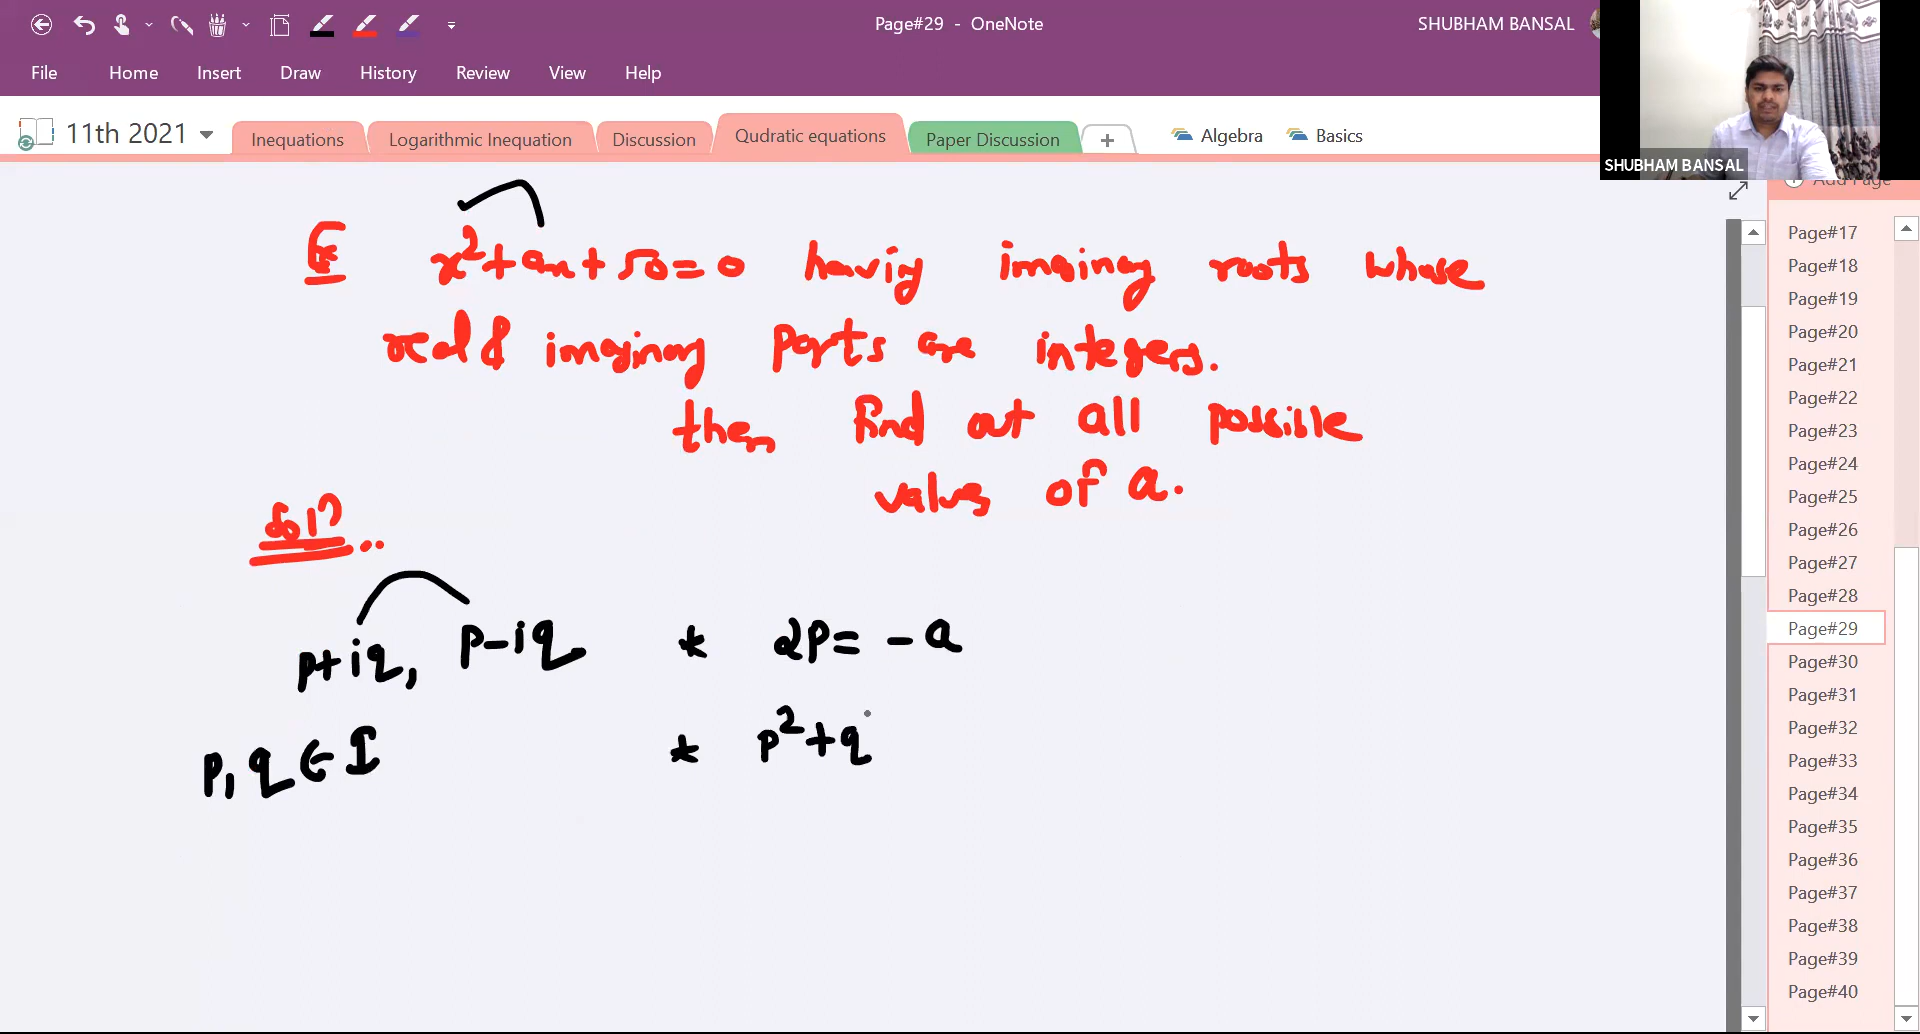 Page#29 - OneNote
SHUBHAM BANSAL
File Home Insert Draw History Review View Help
11th 2021
Inequations
Logarithmic Inequation
Discussion
Qudratic equations
Paper Discussion
+
Algebra
Basics
SHUBHAM BANSAL
Add Page
Ex x²+ax+50=0 having imaginary roots whose
real & imaginary parts are integers.
then find out all possible
values of a.
Solⁿ..
p+iq, p-iq * 2p= -a
p,q∈I * p²+q
Page#17
Page#18
Page#19
Page#20
Page#21
Page#22
Page#23
Page#24
Page#25
Page#26
Page#27
Page#28
Page#29
Page#30
Page#31
Page#32
Page#33
Page#34
Page#35
Page#36
Page#37
Page#38
Page#39
Page#40